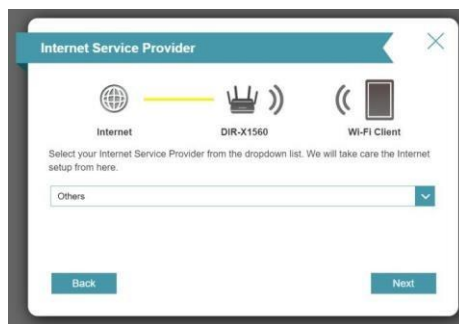 Internet Service Provider
Internet
DIR-X1560
Wi-Fi Client
Select your Internet Service Provider from the dropdown list. We will take care the Internet
setup from here.
Others
Back
Next